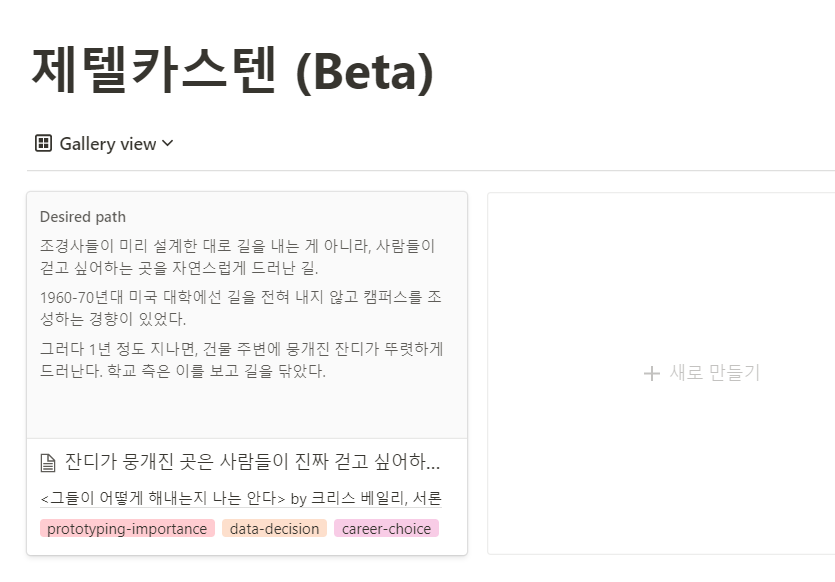 제텔카스텐 (Beta)
Gallery view
Desired path
조경사들이 미리 설계한 대로 길을 내는 게 아니라, 사람들이
걷고 싶어하는 곳을 자연스럽게 드러난 길.
1960-70년대 미국 대학에선 길을 전혀 내지 않고 캠퍼스를 조
성하는 경향이 있었다.
그러다 1년 정도 지나면, 건물 주변에 뭉개진 잔디가 뚜렷하게
드러난다. 학교 측은 이를 보고 길을 닦았다.
잔디가 뭉개진 곳은 사람들이 진짜 걷고 싶어하...
<그들이 어떻게 해내는지 나는 안다> by 크리스 베일리, 서론
prototyping-importance data-decision career-choice
+ 새로 만들기